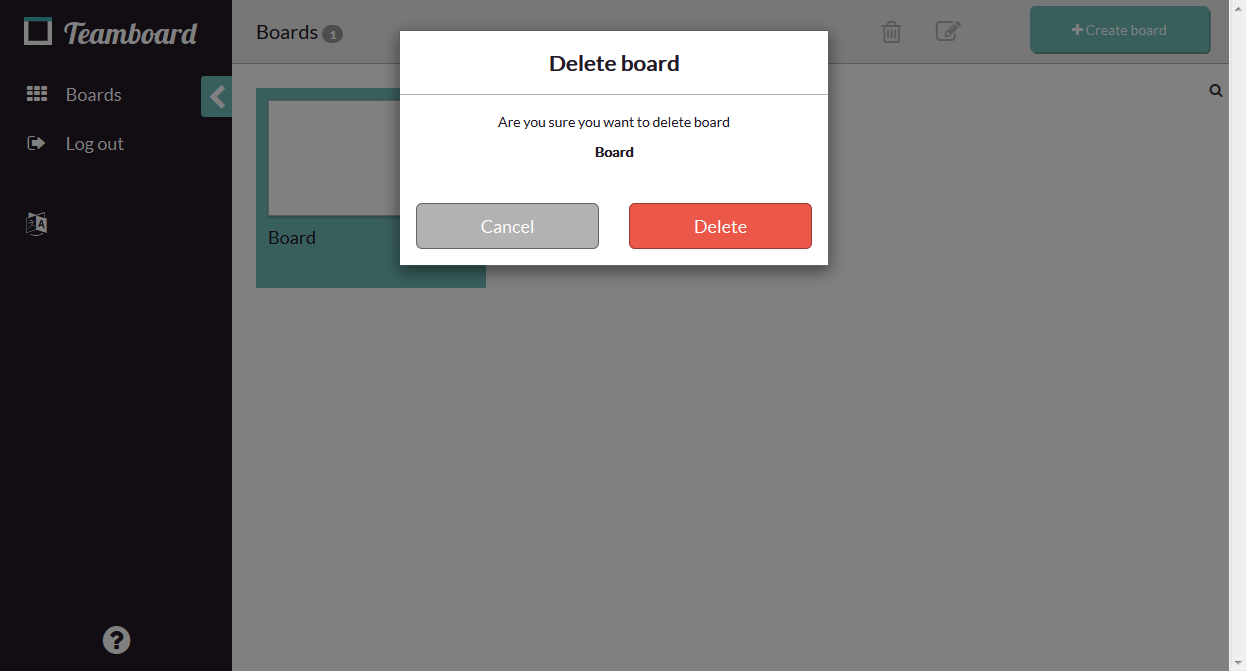 Teamboard
Boards 1
Create board
Boards
Log out
Delete board
Are you sure you want to delete board
Board
Cancel
Delete
Board
A
?